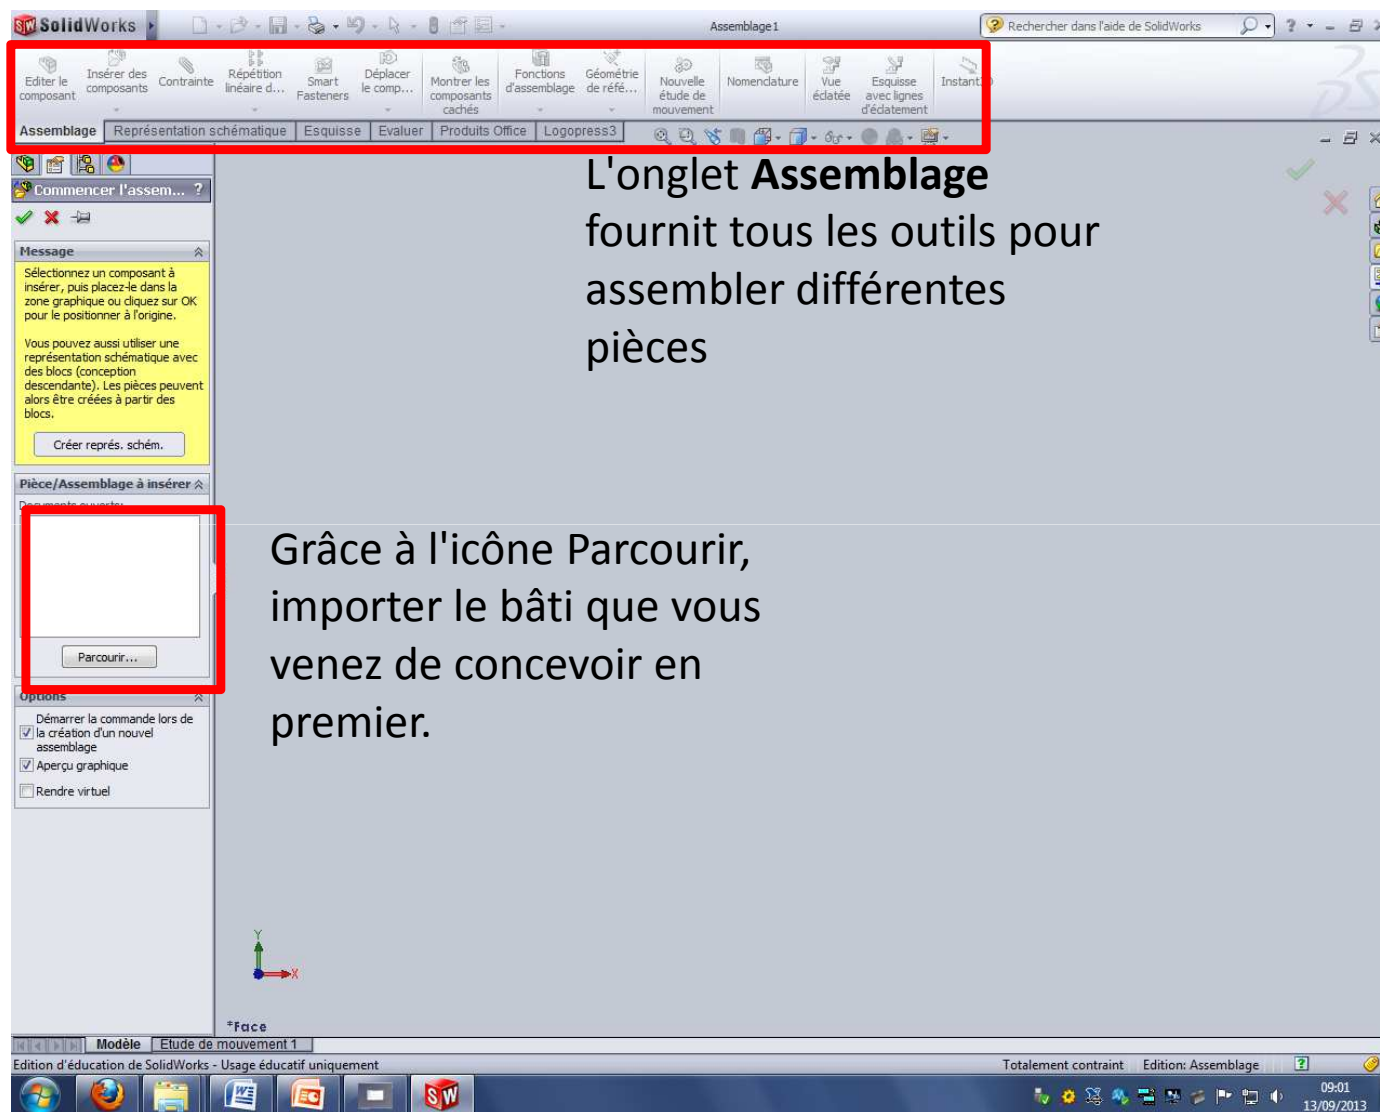 SolidWorks
Assemblage1
Rechercher dans l'aide de SolidWorks
Editer le composant
Insérer des composants
Contrainte
Répétition linéaire d...
Smart Fasteners
Déplacer le comp...
Montrer les composants cachés
Fonctions d'assemblage
Géométrie de réfé...
Nouvelle étude de mouvement
Nomenclature
Vue éclatée
Esquisse avec lignes d'éclatement
Instant3D
Assemblage
Représentation schématique
Esquisse
Evaluer
Produits Office
Logopress3
L'onglet Assemblage
fournit tous les outils pour
assembler différentes
pièces
Commencer l'assem... ?
Message
Sélectionnez un composant à
insérer, puis placez-le dans la
zone graphique ou cliquez sur OK
pour le positionner à l'origine.
Vous pouvez aussi utiliser une
représentation schématique avec
des blocs (conception
descendante). Les pièces peuvent
alors être créées à partir des
blocs.
Créer représ. schém.
Pièce/Assemblage à insérer
Documents ouverts:
Parcourir...
Grâce à l'icône Parcourir,
importer le bâti que vous
venez de concevoir en
premier.
Options
Démarrer la commande lors de
la création d'un nouvel
assemblage
Aperçu graphique
Rendre virtuel
Y
X
*Face
Modèle
Etude de mouvement 1
Edition d'éducation de SolidWorks - Usage éducatif uniquement
Totalement contraint
Edition: Assemblage
09:01
13/09/2013